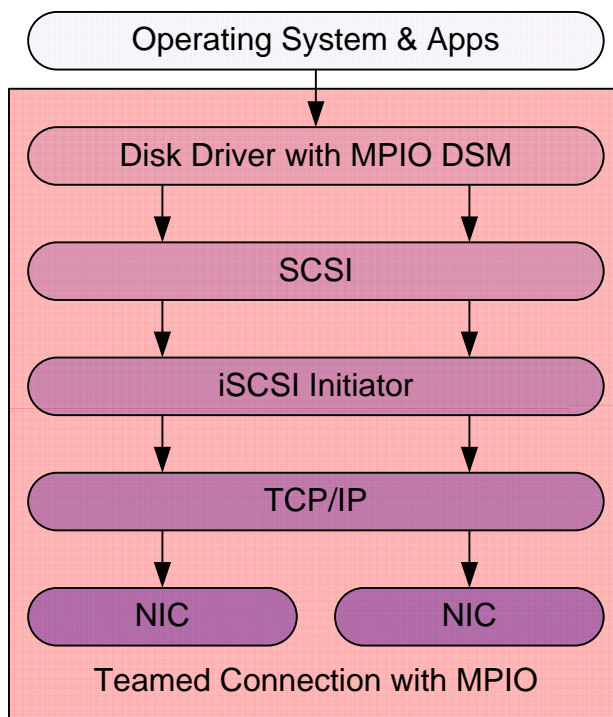 Operating System & Apps
Disk Driver with MPIO DSM
SCSI
iSCSI Initiator
TCP/IP
NIC
NIC
Teamed Connection with MPIO